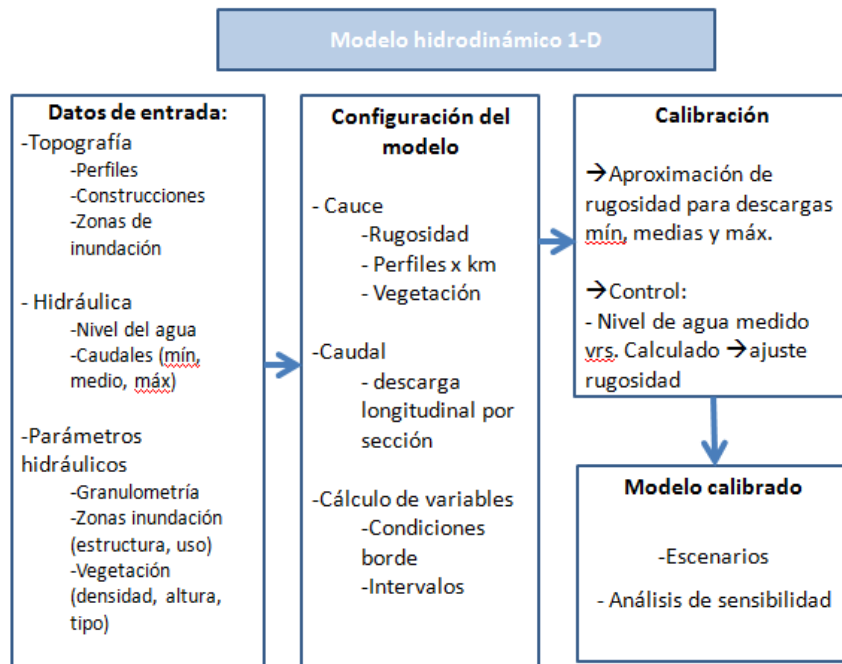 Modelo hidrodinámico 1-D
Datos de entrada:
-Topografía
-Perfiles
-Construcciones
-Zonas de
inundación
- Hidráulica
-Nivel del agua
-Caudales (mín,
medio, máx)
-Parámetros
hidráulicos
-Granulometría
-Zonas inundación
(estructura, uso)
-Vegetación
(densidad, altura,
tipo)
Configuración del
modelo
- Cauce
-Rugosidad
- Perfiles x km
- Vegetación
-Caudal
- descarga
longitudinal por
sección
-Cálculo de variables
-Condiciones
borde
-Intervalos
Calibración
→Aproximación de
rugosidad para descargas
mín, medias y máx.
→Control:
- Nivel de agua medido
vrs. Calculado →ajuste
rugosidad
Modelo calibrado
-Escenarios
- Análisis de sensibilidad